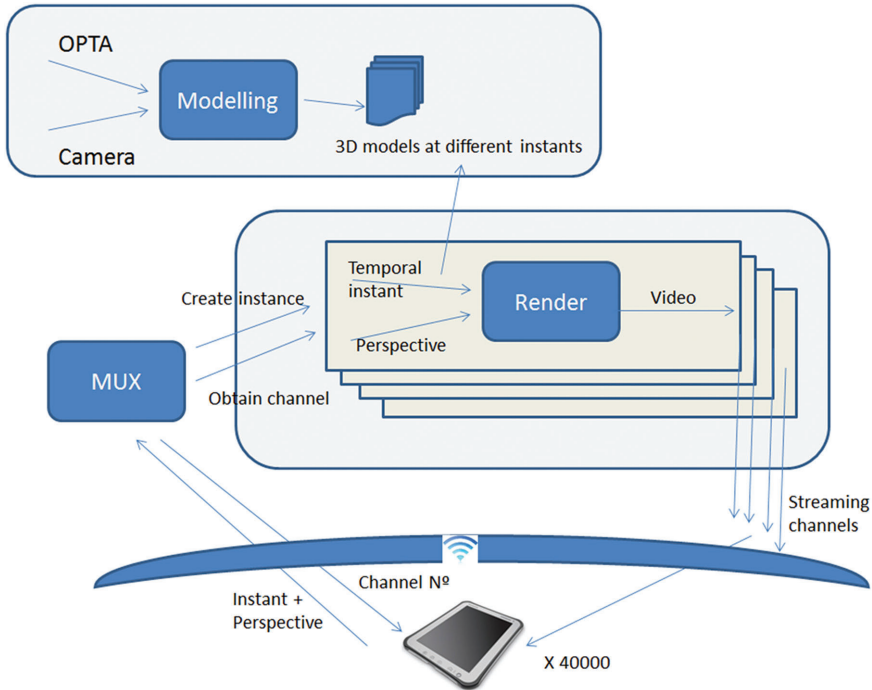 OPTA
Modelling
Camera
3D models at different instants
Temporal
instant
Render
Video
Create instance
Perspective
MUX
Obtain channel
Streaming
channels
Channel Nº
Instant +
Perspective
X 40000